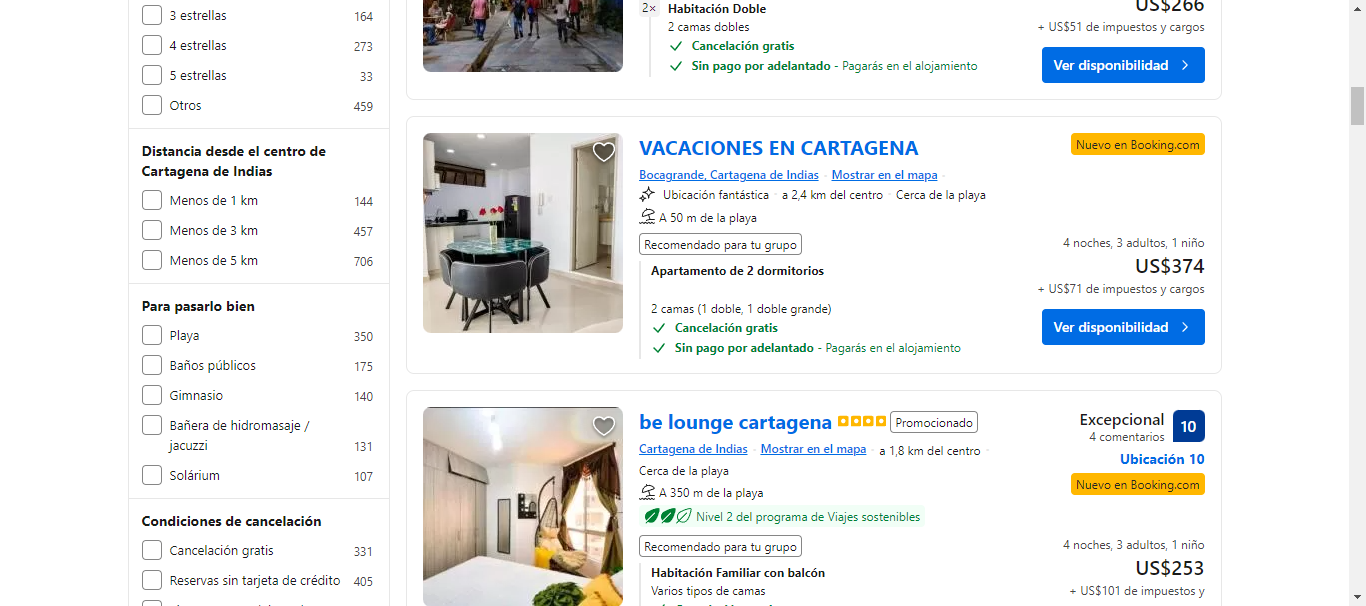 3 estrellas 164
4 estrellas 273
5 estrellas 33
Otros 459
Distancia desde el centro de
Cartagena de Indias
Menos de 1 km 144
Menos de 3 km 457
Menos de 5 km 706
Para pasarlo bien
Playa 350
Baños públicos 175
Gimnasio 140
Bañera de hidromasaje /
jacuzzi 131
Solárium 107
Condiciones de cancelación
Cancelación gratis 331
Reservas sin tarjeta de crédito 405
2× Habitación Doble
2 camas dobles
Cancelación gratis
Sin pago por adelantado - Pagarás en el alojamiento
US$266
+ US$51 de impuestos y cargos
Ver disponibilidad
VACACIONES EN CARTAGENA
Nuevo en Booking.com
Bocagrande, Cartagena de Indias · Mostrar en el mapa ·
Ubicación fantástica · a 2,4 km del centro · Cerca de la playa
A 50 m de la playa
Recomendado para tu grupo
Apartamento de 2 dormitorios
2 camas (1 doble, 1 doble grande)
Cancelación gratis
Sin pago por adelantado - Pagarás en el alojamiento
4 noches, 3 adultos, 1 niño
US$374
+ US$71 de impuestos y cargos
Ver disponibilidad
be lounge cartagena Promocionado
Cartagena de Indias · Mostrar en el mapa · a 1,8 km del centro ·
Cerca de la playa
A 350 m de la playa
Nivel 2 del programa de Viajes sostenibles
Recomendado para tu grupo
Habitación Familiar con balcón
Varios tipos de camas
Excepcional 10
4 comentarios
Ubicación 10
Nuevo en Booking.com
4 noches, 3 adultos, 1 niño
US$253
+ US$101 de impuestos y